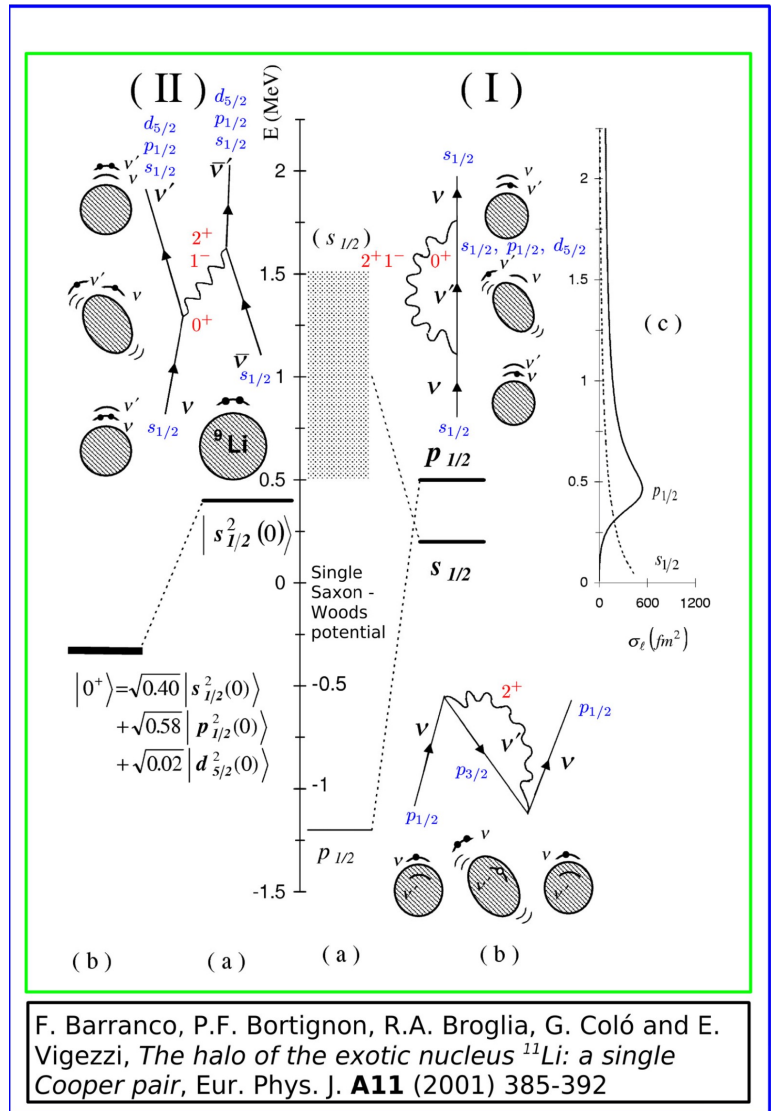 ( II )
( I )
d5/2
p1/2
s1/2
d5/2
p1/2
s1/2
E (MeV)
ν′
ν
ν′
ν̅′
2
( s 1/2 )
s1/2
ν
ν
ν′
2
2+
1−
0+
2+ 1− 0+
s1/2, p1/2, d5/2
1.5
1.5
ν′
ν′
ν
ν′
ν
( c )
ν̅
s1/2
ν
1
ν
s1/2
ν′
ν
1
ν′
ν
s1/2
9Li
p 1/2
0.5
0.5
p1/2
| s²1/2 (0)⟩
s 1/2
s1/2
0
0
0 600 1200
σℓ (fm²)
Single
Saxon -
Woods
potential
|0+⟩=√0.40 | s²1/2(0)⟩
+√0.58 | p²1/2(0)⟩
+√0.02 | d²5/2(0)⟩
-0.5
2+
p1/2
ν
ν′
p3/2
ν
p1/2
-1
p 1/2
ν
ν
ν
ν′
ν′
ν′
-1.5
( b )
( a )
( a )
( b )
F. Barranco, P.F. Bortignon, R.A. Broglia, G. Coló and E.
Vigezzi, The halo of the exotic nucleus ¹¹Li: a single
Cooper pair, Eur. Phys. J. A11 (2001) 385-392